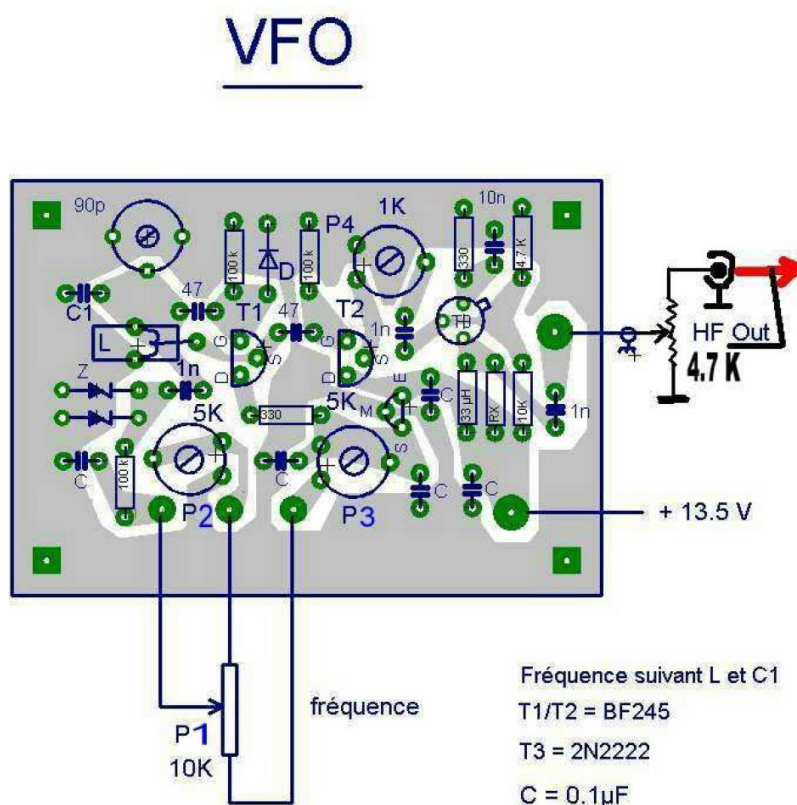 VFO
90p
P4
1K
10n
100 k
D
100 k
330
4.7 K
C1
47
T1
47
T2
1n
L
G
S
D
G
S
D
HF Out
4.7 K
Z
1n
5K
330
5K
M
E
S
C
33 µH
RX
10K
1n
C
100 k
C
C
C
P2
P3
+ 13.5 V
fréquence
P1
10K
Fréquence suivant L et C1
T1/T2 = BF245
T3 = 2N2222
C = 0.1µF